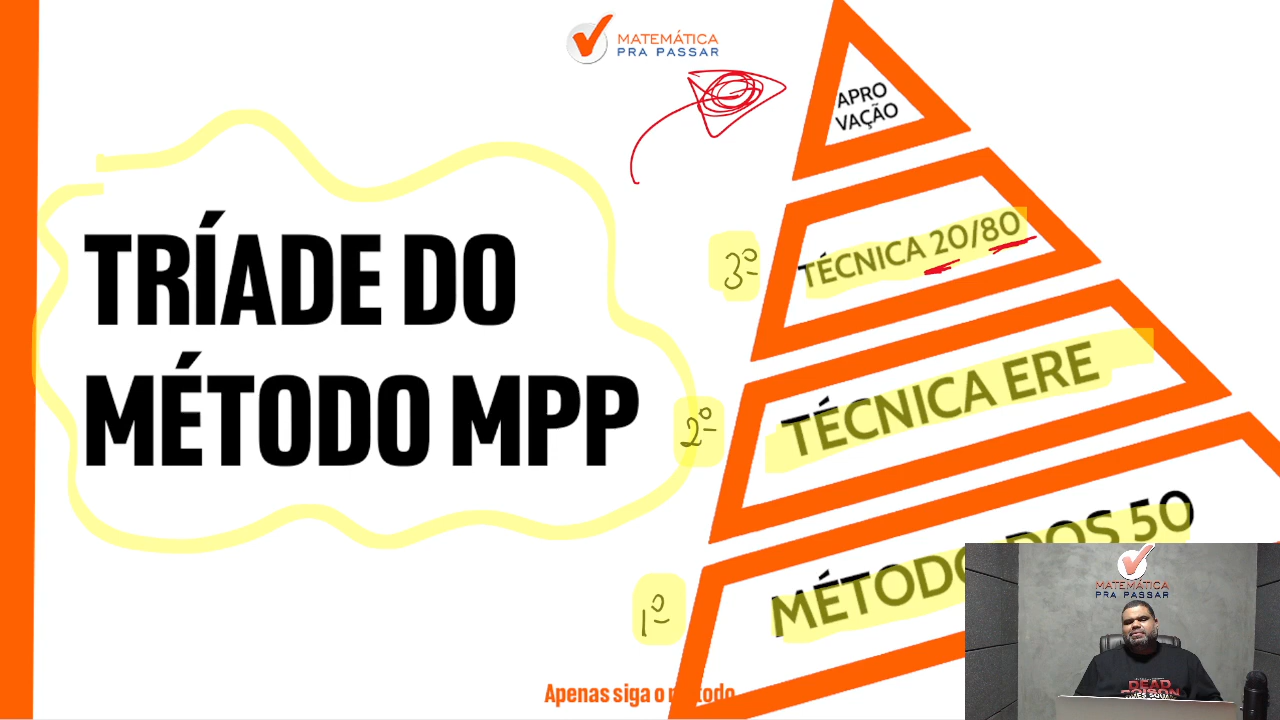 MATEMÁTICA
PRA PASSAR
APRO
VAÇÃO
TRÍADE DO
MÉTODO MPP
3º
TÉCNICA 20/80
2º
TÉCNICA ERE
1º
MÉTODO DOS 50
Apenas siga o
MATEMÁTICA
PRA PASSAR
DEAD